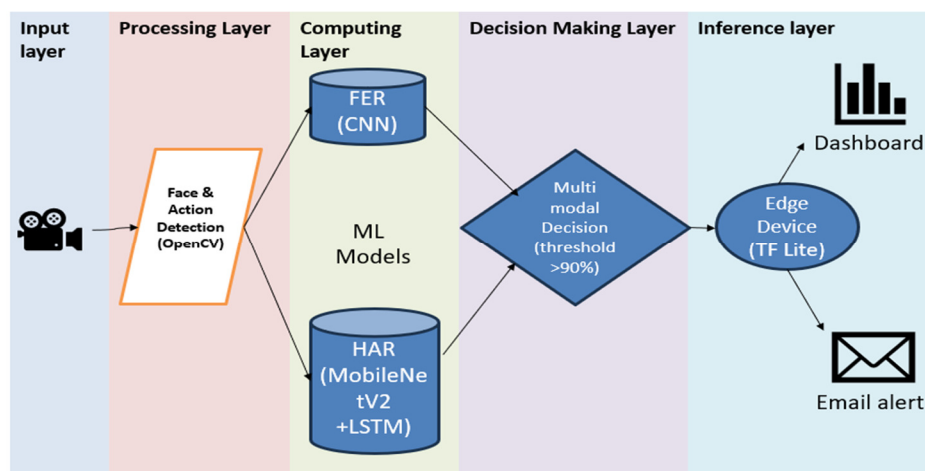 Input
layer
Processing Layer
Computing
Layer
Decision Making Layer
Inference layer
Face &
Action
Detection
(OpenCV)
FER
(CNN)
ML
Models
HAR
(MobileNe
tV2
+LSTM)
Multi
modal
Decision
(threshold
>90%)
Edge
Device
(TF Lite)
Dashboard
Email alert